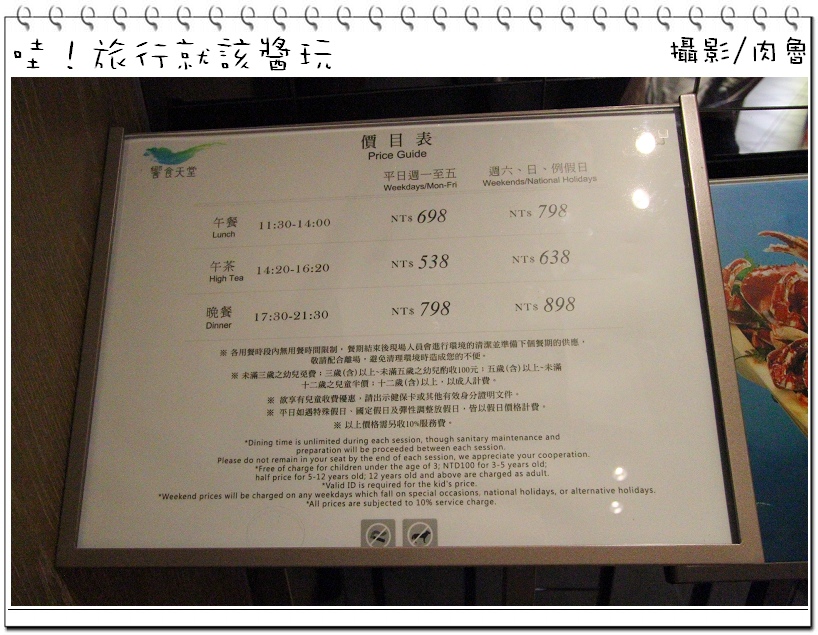 哇！旅行就該醬玩
攝影/肉魯
饗食天堂
價目表
Price Guide
平日週一至五
Weekdays/Mon-Fri
週六、日、例假日
Weekends/National Holidays
午餐 11:30-14:00 NT$ 698 NT$ 798
Lunch
午茶 14:20-16:20 NT$ 538 NT$ 638
High Tea
晚餐 17:30-21:30 NT$ 798 NT$ 898
Dinner
※ 各用餐時段內無用餐時間限制，餐期結束後現場人員會進行環境的清潔並準備下個餐期的供應，
敬請配合離場，避免清理環境時造成您的不便。
※ 未滿三歲之幼兒免費；三歲(含)以上~未滿五歲之幼兒酌收100元；五歲(含)以上~未滿
十二歲之兒童半價；十二歲(含)以上，以成人計費。
※ 欲享有兒童收費優惠，請出示健保卡或其他有效身分證明文件。
※ 平日如遇特殊假日、國定假日及彈性調整放假日，皆以假日價格計費。
※ 以上價格需另收10%服務費。
*Dining time is unlimited during each session, though sanitary maintenance and
preparation will be proceeded between each session.
Please do not remain in your seat by the end of each session, we appreciate your cooperation.
*Free of charge for children under the age of 3; NTD100 for 3-5 years old;
half price for 5-12 years old; 12 years old and above are charged as adult.
*Valid ID is required for the kid's price.
*Weekend prices will be charged on any weekdays which fall on special occasions, national holidays, or alternative holidays.
*All prices are subjected to 10% service charge.